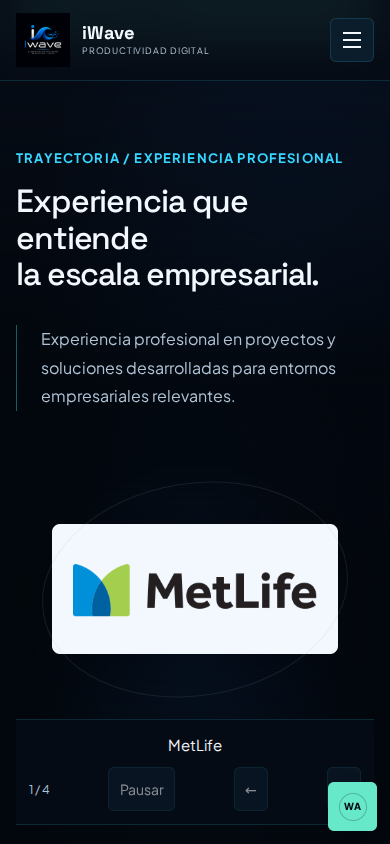 iWave
iWave
PRODUCTIVIDAD DIGITAL
TRAYECTORIA / EXPERIENCIA PROFESIONAL
Experiencia que
entiende
la escala empresarial.
Experiencia profesional en proyectos y
soluciones desarrolladas para entornos
empresariales relevantes.
MetLife
MetLife
1/4
Pausar
←
WA